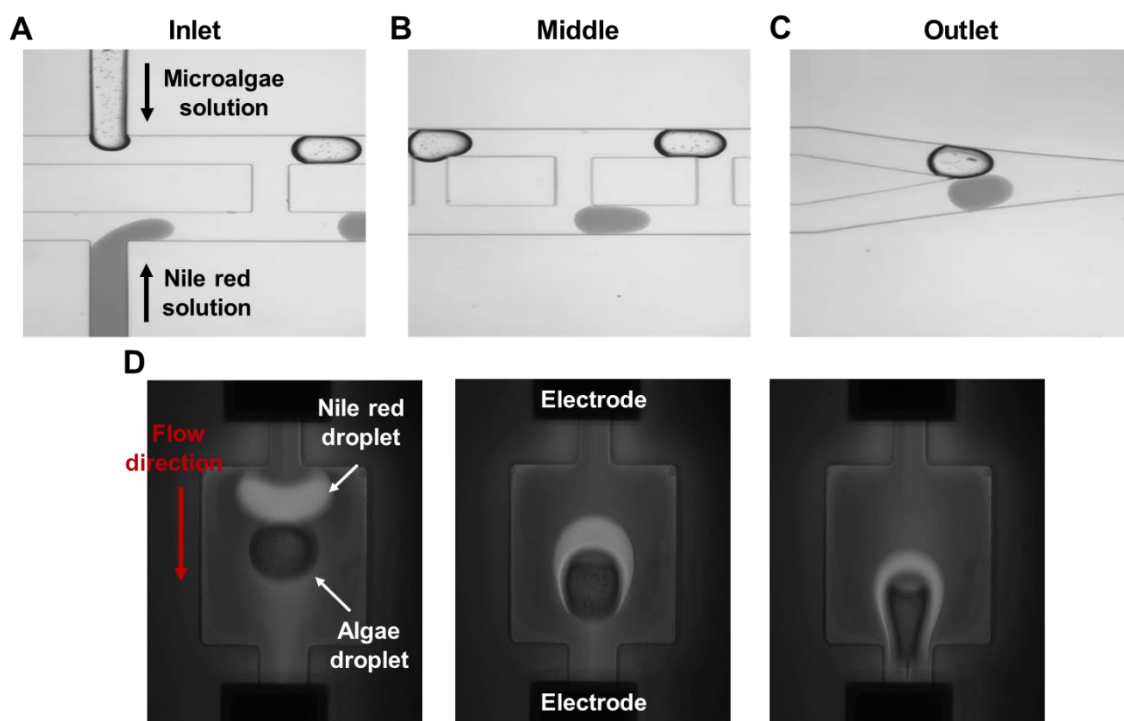 A
Inlet
B
Middle
C
Outlet
Microalgae
solution
Nile red
solution
D
Flow
direction
Nile red
droplet
Algae
droplet
Electrode
Electrode